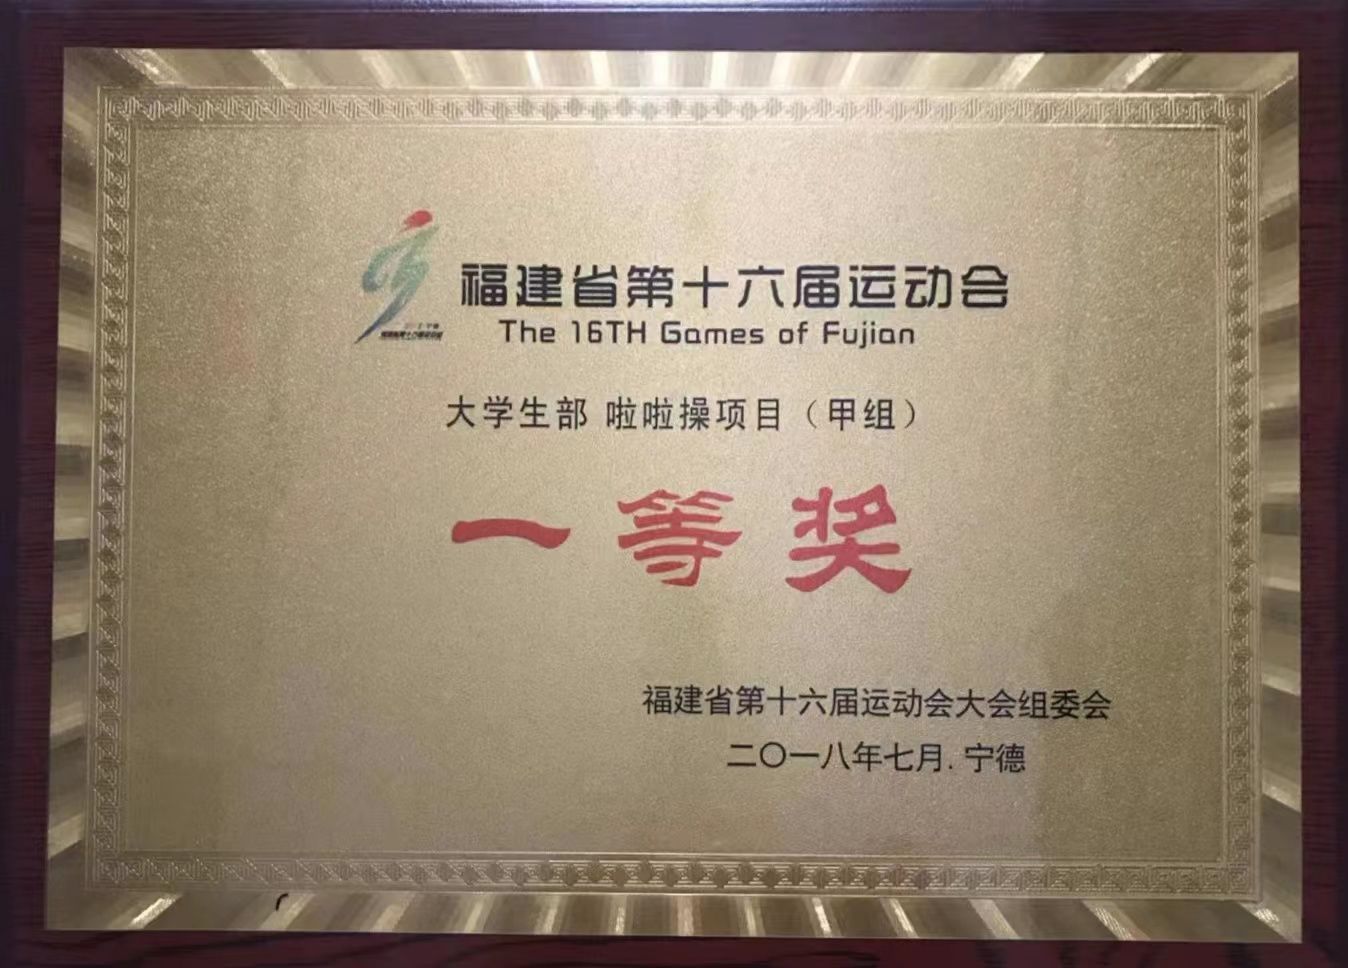 福建省第十六届运动会
The 16TH Games of Fujian
大学生部 啦啦操项目（甲组）
一等奖
福建省第十六届运动会大会组委会
二〇一八年七月.宁德